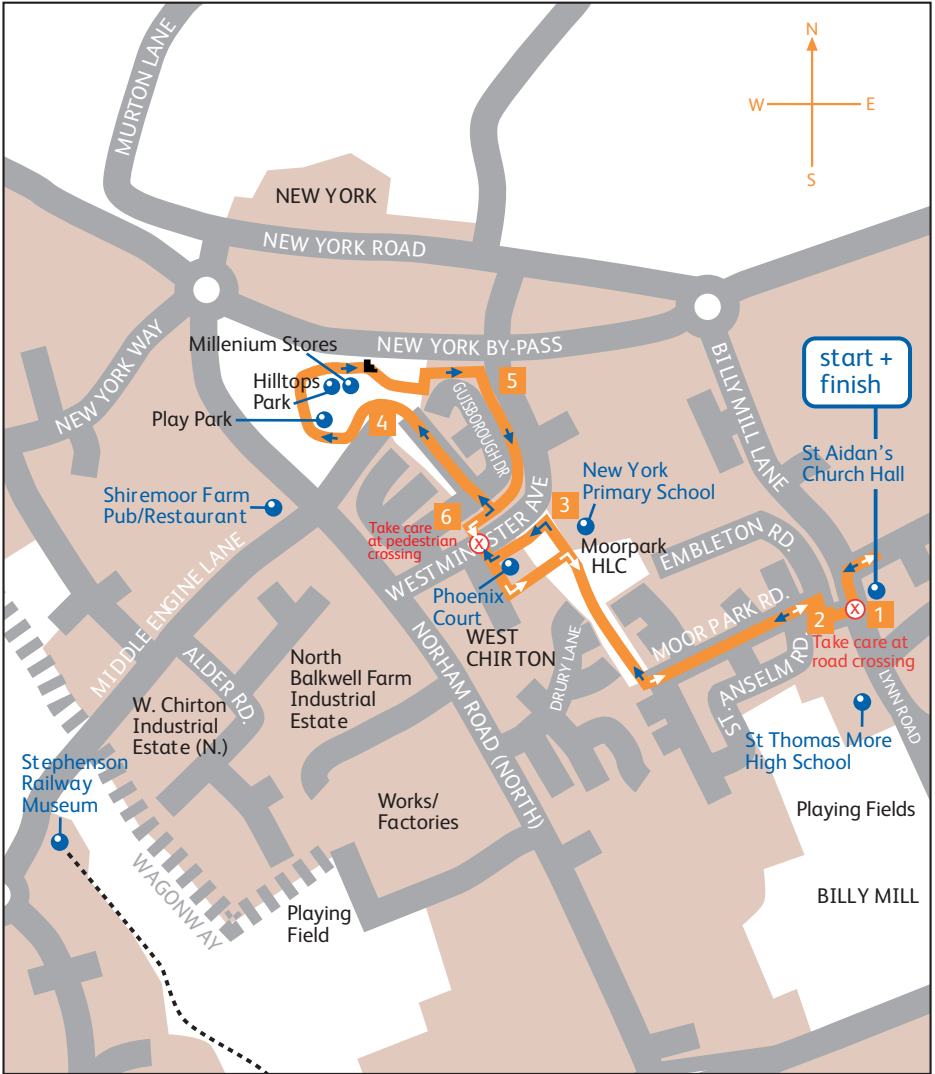 MURTON LANE
N
W
E
S
NEW YORK
NEW YORK ROAD
NEW YORK WAY
Millenium Stores
NEW YORK BY-PASS
Hilltops
Park
Play Park
4
5
GUISBOROUGH DR
BILLY MILL LANE
start +
finish
St Aidan's
Church Hall
Shiremoor Farm
Pub/Restaurant
New York
Primary School
3
6
Take care
at pedestrian
crossing
X
WESTMINSTER AVE
Moorpark
HLC
EMBLETON RD.
Phoenix
Court
MOOR PARK RD.
2
X
1
Take care at
road crossing
MIDDLE ENGINE LANE
WEST
CHIRTON
DRURY LANE
ST. ANSELM RD.
LYNN ROAD
ALDER RD.
North
Balkwell Farm
Industrial
Estate
NORHAM ROAD (NORTH)
W. Chirton
Industrial
Estate (N.)
St Thomas More
High School
Stephenson
Railway
Museum
Works/
Factories
Playing Fields
WAGONWAY
Playing
Field
BILLY MILL